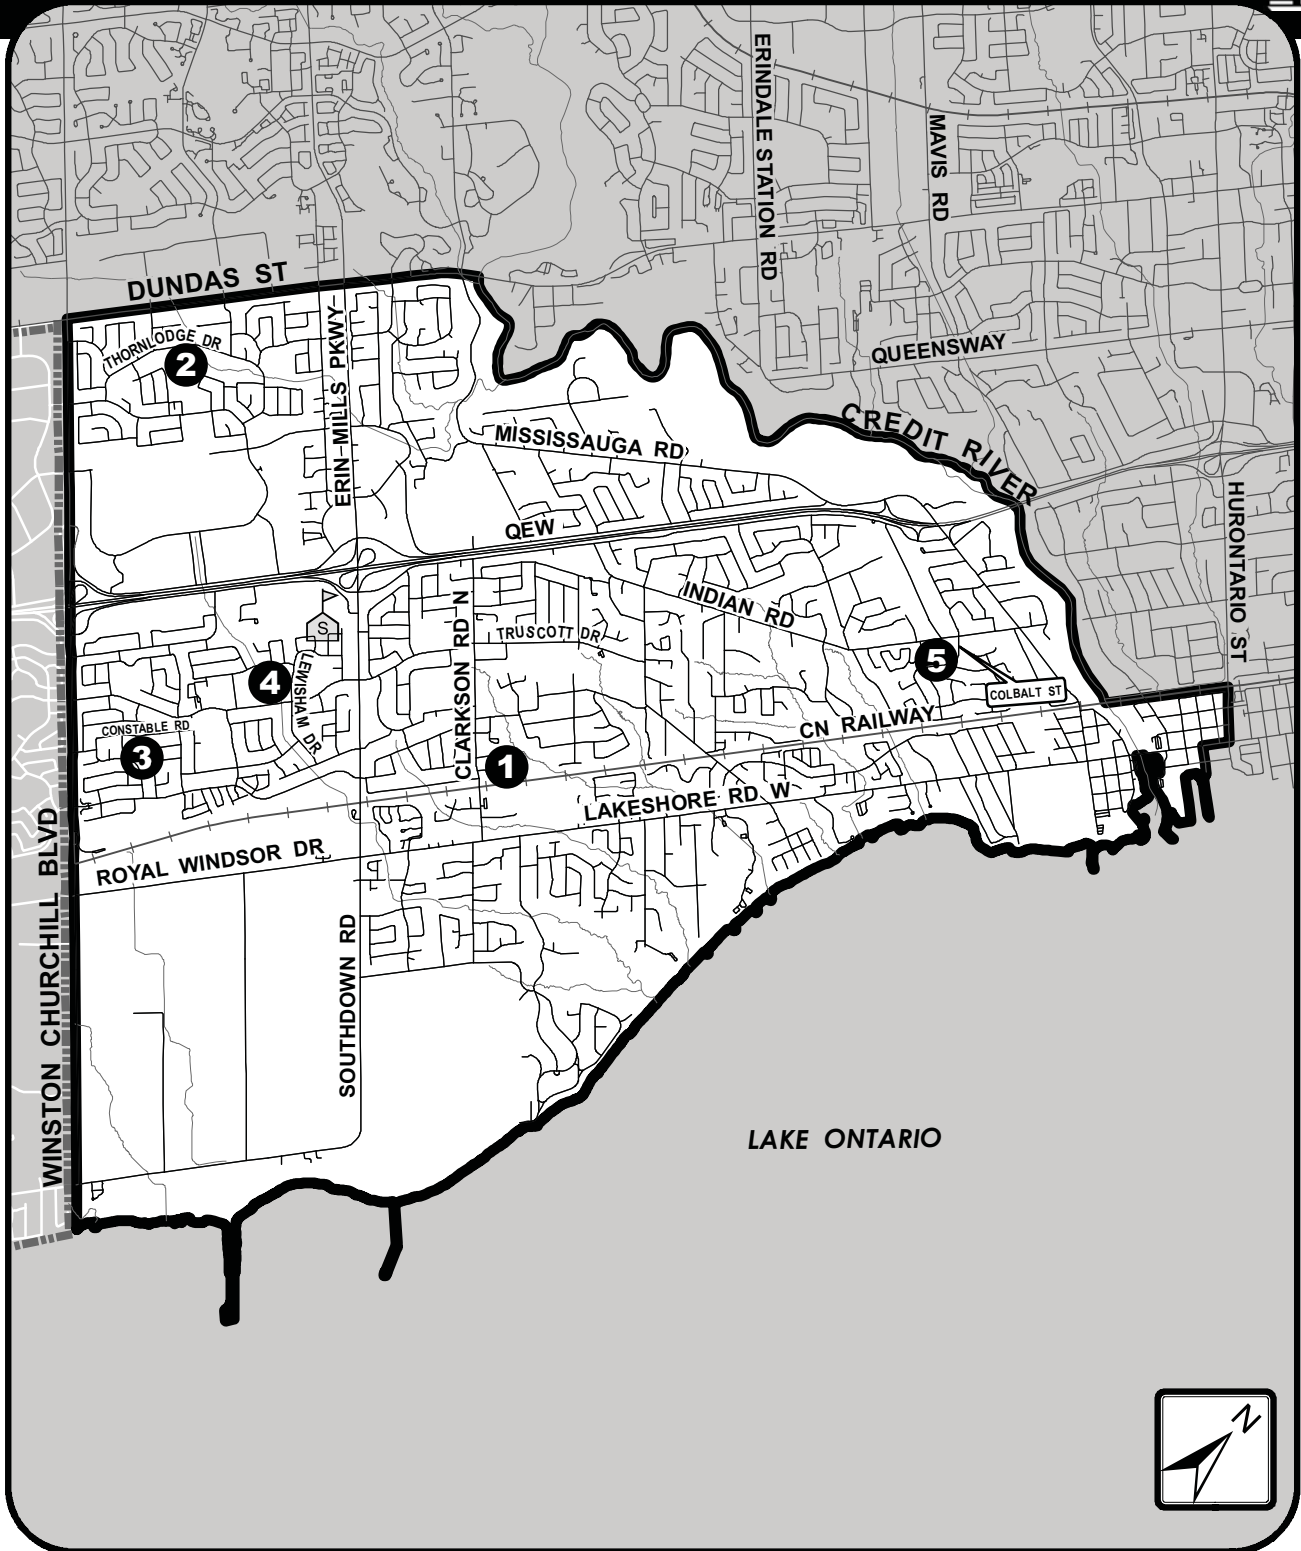 ERINDALE STATION RD
MAVIS RD
DUNDAS ST
THORNLODGE DR
2
ERIN MILLS PKWY
QUEENSWAY
CREDIT RIVER
MISSISSAUGA RD
HURONTARIO ST
QEW
INDIAN RD
S
TRUSCOTT DR
CLARKSON RD N
5
4
LEWISHAM DR
COLBALT ST
CONSTABLE RD
3
CN RAILWAY
1
LAKESHORE RD W
ROYAL WINDSOR DR
WINSTON CHURCHILL BLVD
SOUTHDOWN RD
LAKE ONTARIO
N